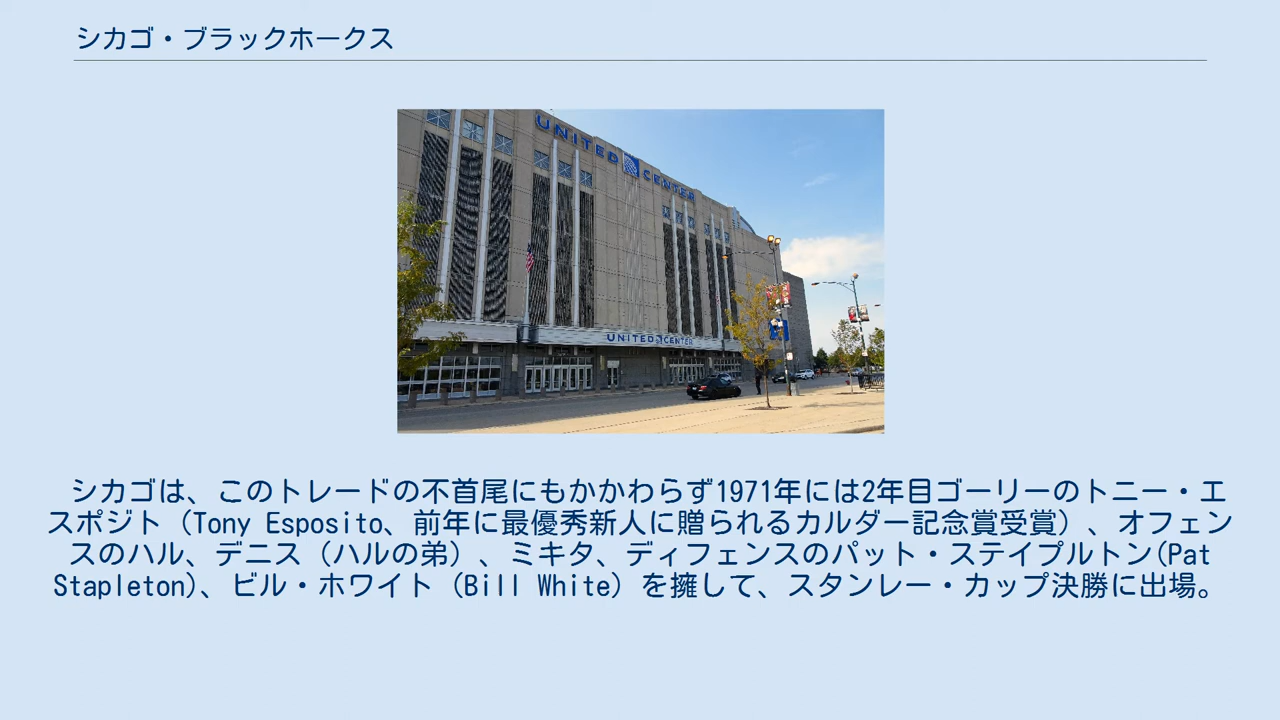 シカゴ・ブラックホークス
UNITED CENTER
UNITED CENTER
シカゴは、このトレードの不首尾にもかかわらず1971年には2年目ゴーリーのトニー・エ
スポジト（Tony Esposito、前年に最優秀新人に贈られるカルダー記念賞受賞）、オフェン
スのハル、デニス（ハルの弟）、ミキタ、ディフェンスのパット・ステイプルトン(Pat
Stapleton)、ビル・ホワイト（Bill White）を擁して、スタンレー・カップ決勝に出場。